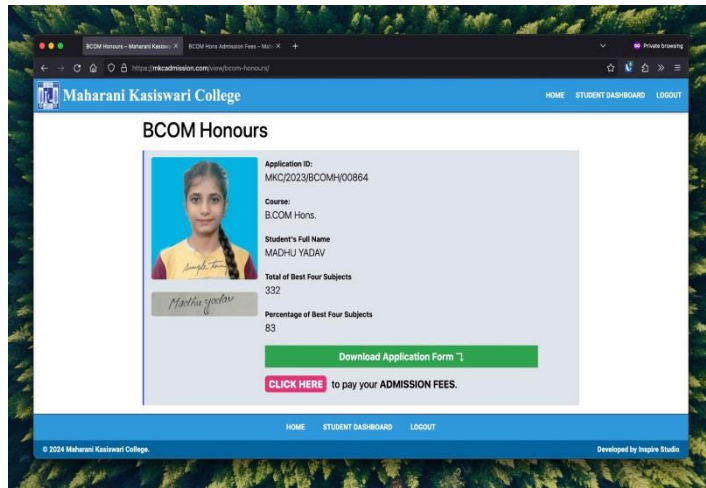 BCOM Honours – Maharani Kasiswa
BCOM Hons Admission Fees – Mah
Private browsing
https://mkcadmission.com/view/bcom-honours/
Maharani Kasiswari College
HOME STUDENT DASHBOARD LOGOUT
BCOM Honours
Application ID:
MKC/2023/BCOMH/00864
Course:
B.COM Hons.
Student's Full Name
MADHU YADAV
Total of Best Four Subjects
332
Percentage of Best Four Subjects
83
Madhu yadav
Download Application Form
CLICK HERE to pay your ADMISSION FEES.
HOME STUDENT DASHBOARD LOGOUT
© 2024 Maharani Kasiswari College.
Developed by Inspire Studio